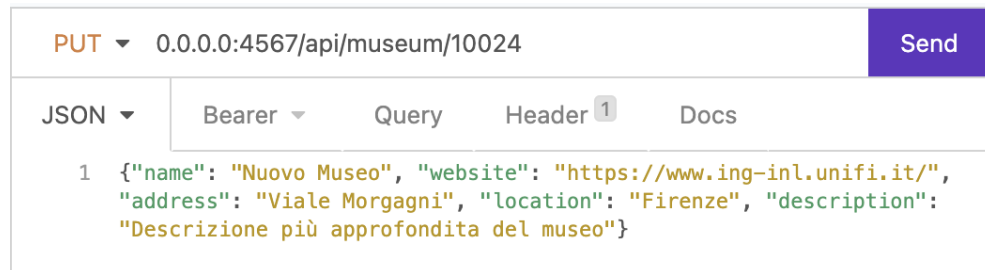 PUT 0.0.0.0:4567/api/museum/10024 Send
JSON Bearer Query Header 1 Docs
1 {"name": "Nuovo Museo", "website": "https://www.ing-inl.unifi.it/",
"address": "Viale Morgagni", "location": "Firenze", "description":
"Descrizione più approfondita del museo"}